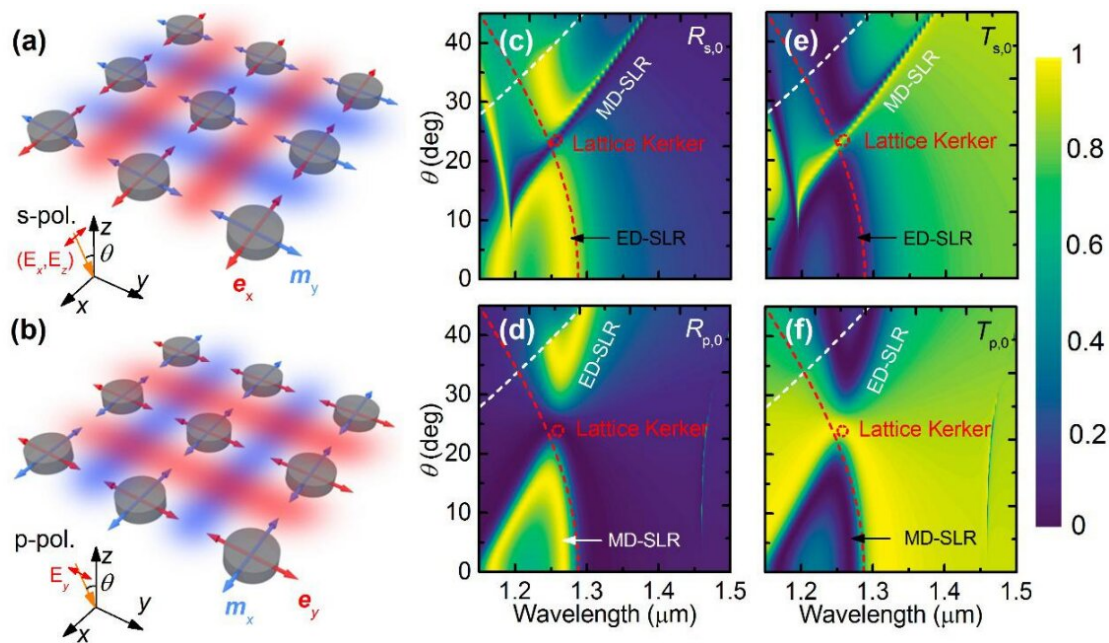 (a)
s-pol.
(Ex, Ez)
z
θ
x
y
ex
my
(b)
p-pol.
Ey
z
θ
x
y
mx
ey
(c)
Rs,0
MD-SLR
Lattice Kerker
ED-SLR
θ (deg)
40
30
20
10
0
(e)
Ts,0
MD-SLR
Lattice Kerker
ED-SLR
(d)
Rp,0
ED-SLR
Lattice Kerker
MD-SLR
θ (deg)
40
30
20
10
0
1.2 1.3 1.4 1.5
Wavelength (μm)
(f)
Tp,0
ED-SLR
Lattice Kerker
MD-SLR
1.2 1.3 1.4 1.5
Wavelength (μm)
1
0.8
0.6
0.4
0.2
0